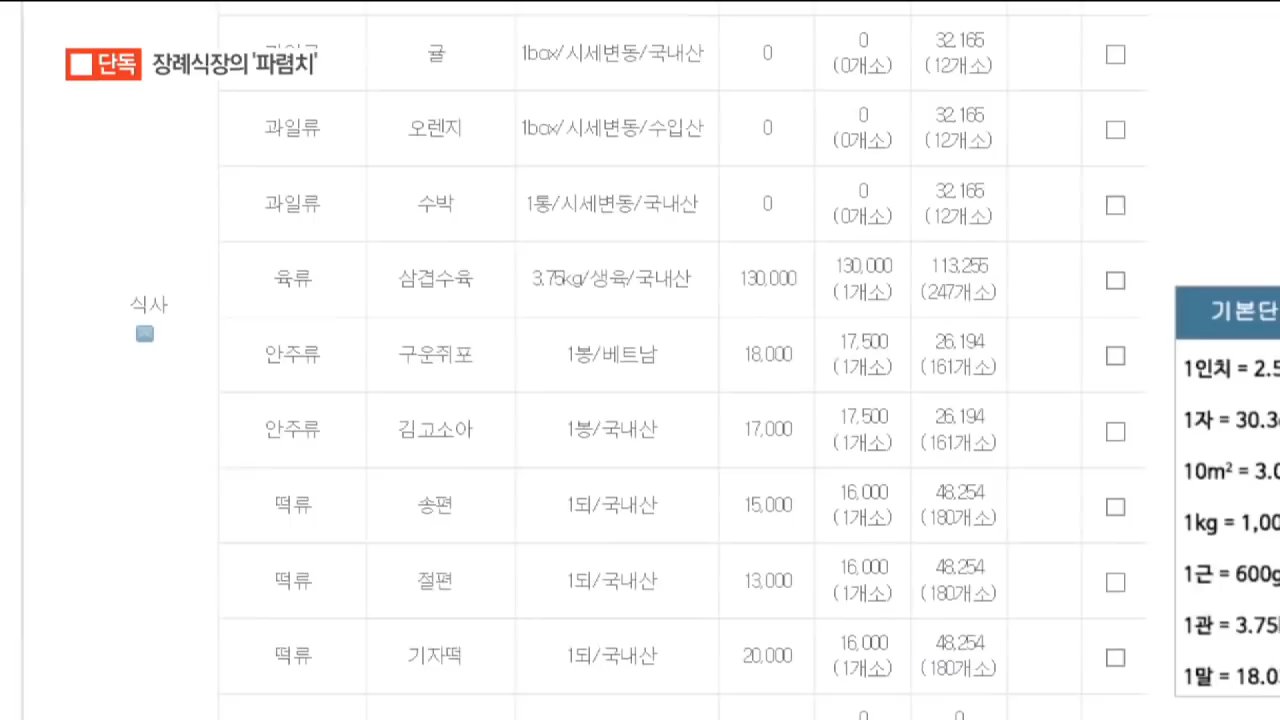 단독 장례식장의 '파렴치'
귤 1box/시세변동/국내산 0 0 (0개소) 32,165 (12개소)
과일류 오렌지 1box/시세변동/수입산 0 0 (0개소) 32,165 (12개소)
과일류 수박 1통/시세변동/국내산 0 0 (0개소) 32,165 (12개소)
식사
육류 삼겹수육 3.75kg/생육/국내산 130,000 130,000 (1개소) 113,255 (247개소)
안주류 구운쥐포 1봉/베트남 18,000 17,500 (1개소) 26,194 (161개소)
안주류 김고소아 1봉/국내산 17,000 17,500 (1개소) 26,194 (161개소)
떡류 송편 1되/국내산 15,000 16,000 (1개소) 48,254 (180개소)
떡류 절편 1되/국내산 13,000 16,000 (1개소) 48,254 (180개소)
떡류 기자떡 1되/국내산 20,000 16,000 (1개소) 48,254 (180개소)
0 0
기본단
1인치 = 2.5
1자 = 30.3
10m² = 3.0
1kg = 1,00
1근 = 600g
1관 = 3.75
1말 = 18.0